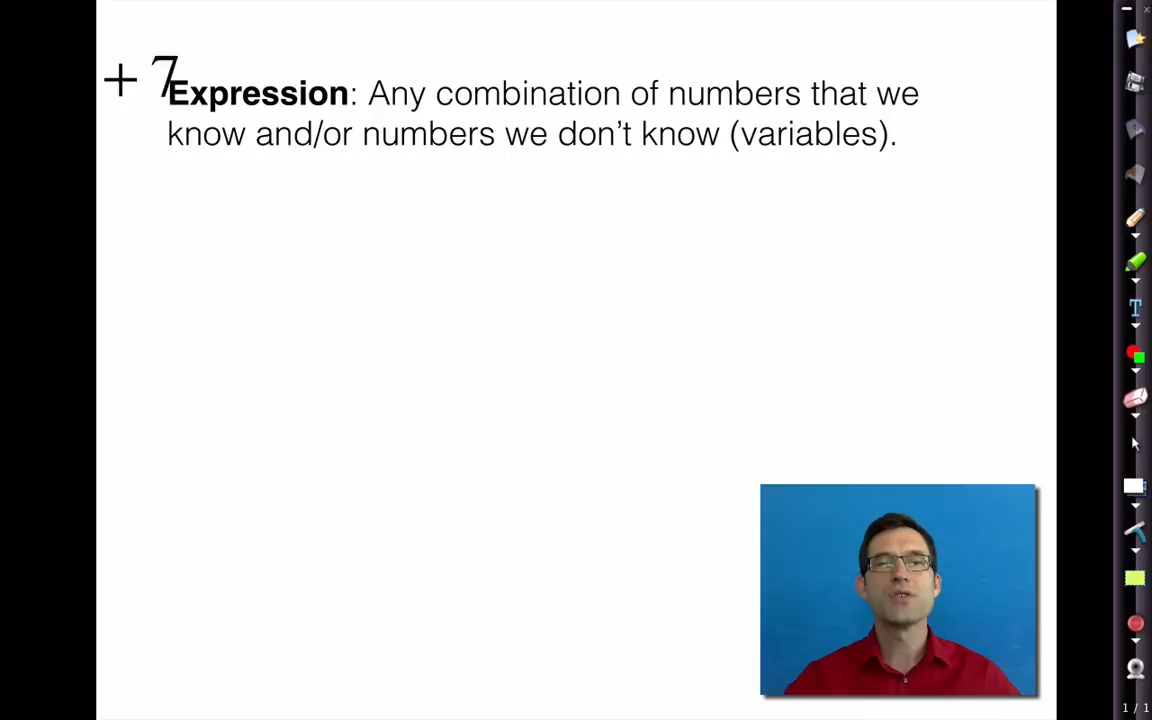 + 7
Expression: Any combination of numbers that we
know and/or numbers we don't know (variables).
T
1 / 1